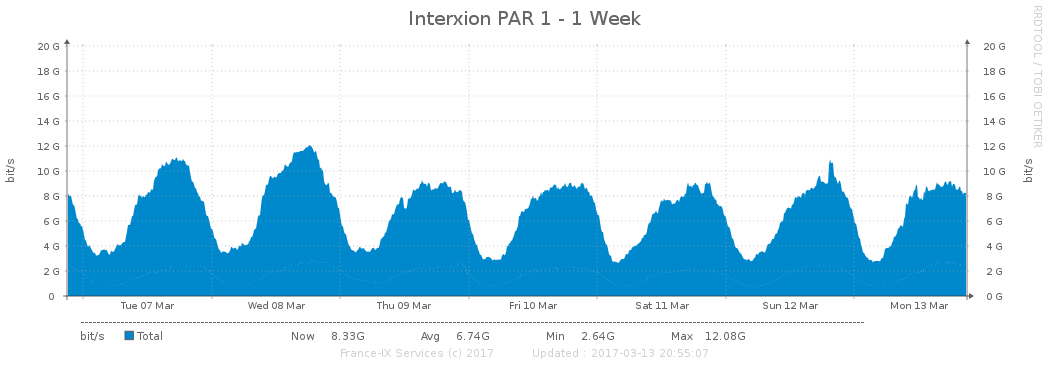 Interxion PAR 1 - 1 Week
RRDTOOL / TOBI OETIKER
20 G 20 G
18 G 18 G
16 G 16 G
14 G 14 G
12 G 12 G
10 G 10 G
8 G 8 G
6 G 6 G
4 G 4 G
2 G 2 G
0 0 G
bit/s
bit/s
Tue 07 Mar Wed 08 Mar Thu 09 Mar Fri 10 Mar Sat 11 Mar Sun 12 Mar Mon 13 Mar
bit/s Total Now 8.33G Avg 6.74G Min 2.64G Max 12.08G
France-IX Services (c) 2017 Updated : 2017-03-13 20:55:07